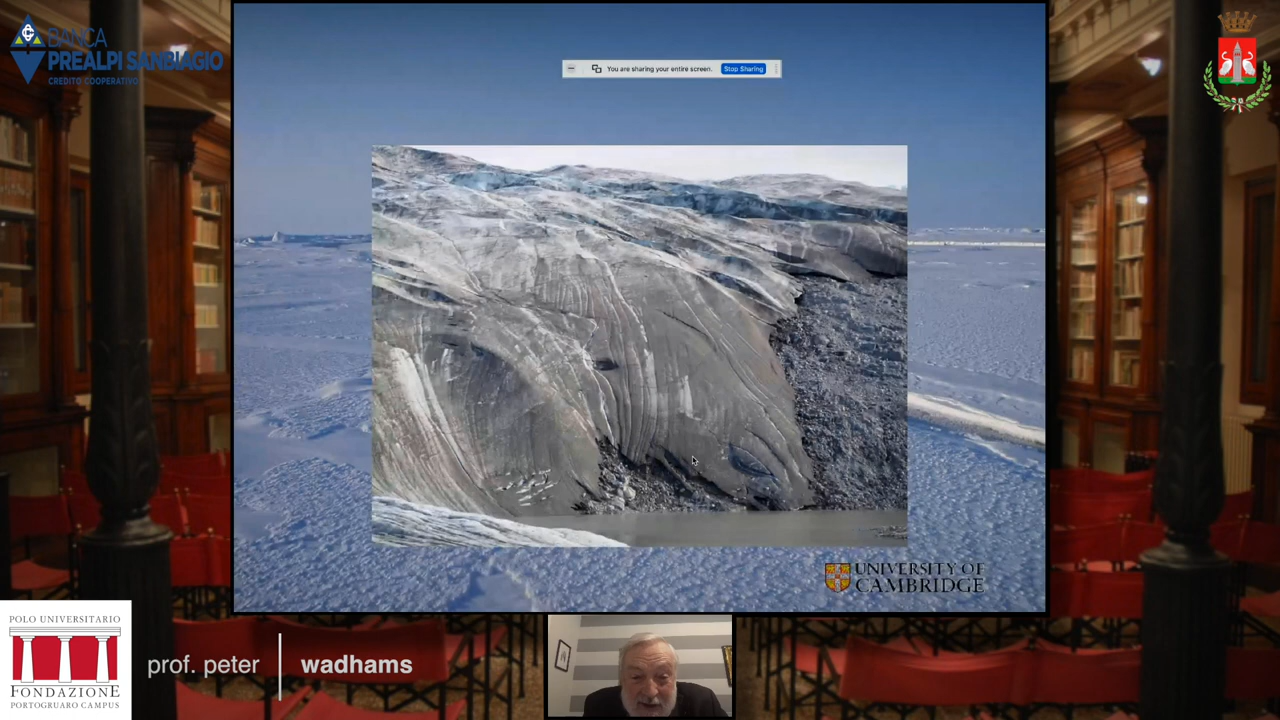 BANCA
PREALPI SANBIAGIO
CREDITO COOPERATIVO
You are sharing your entire screen.
Stop Sharing
UNIVERSITY OF
CAMBRIDGE
POLO UNIVERSITARIO
FONDAZIONE
PORTOGRUARO CAMPUS
prof. peter
wadhams